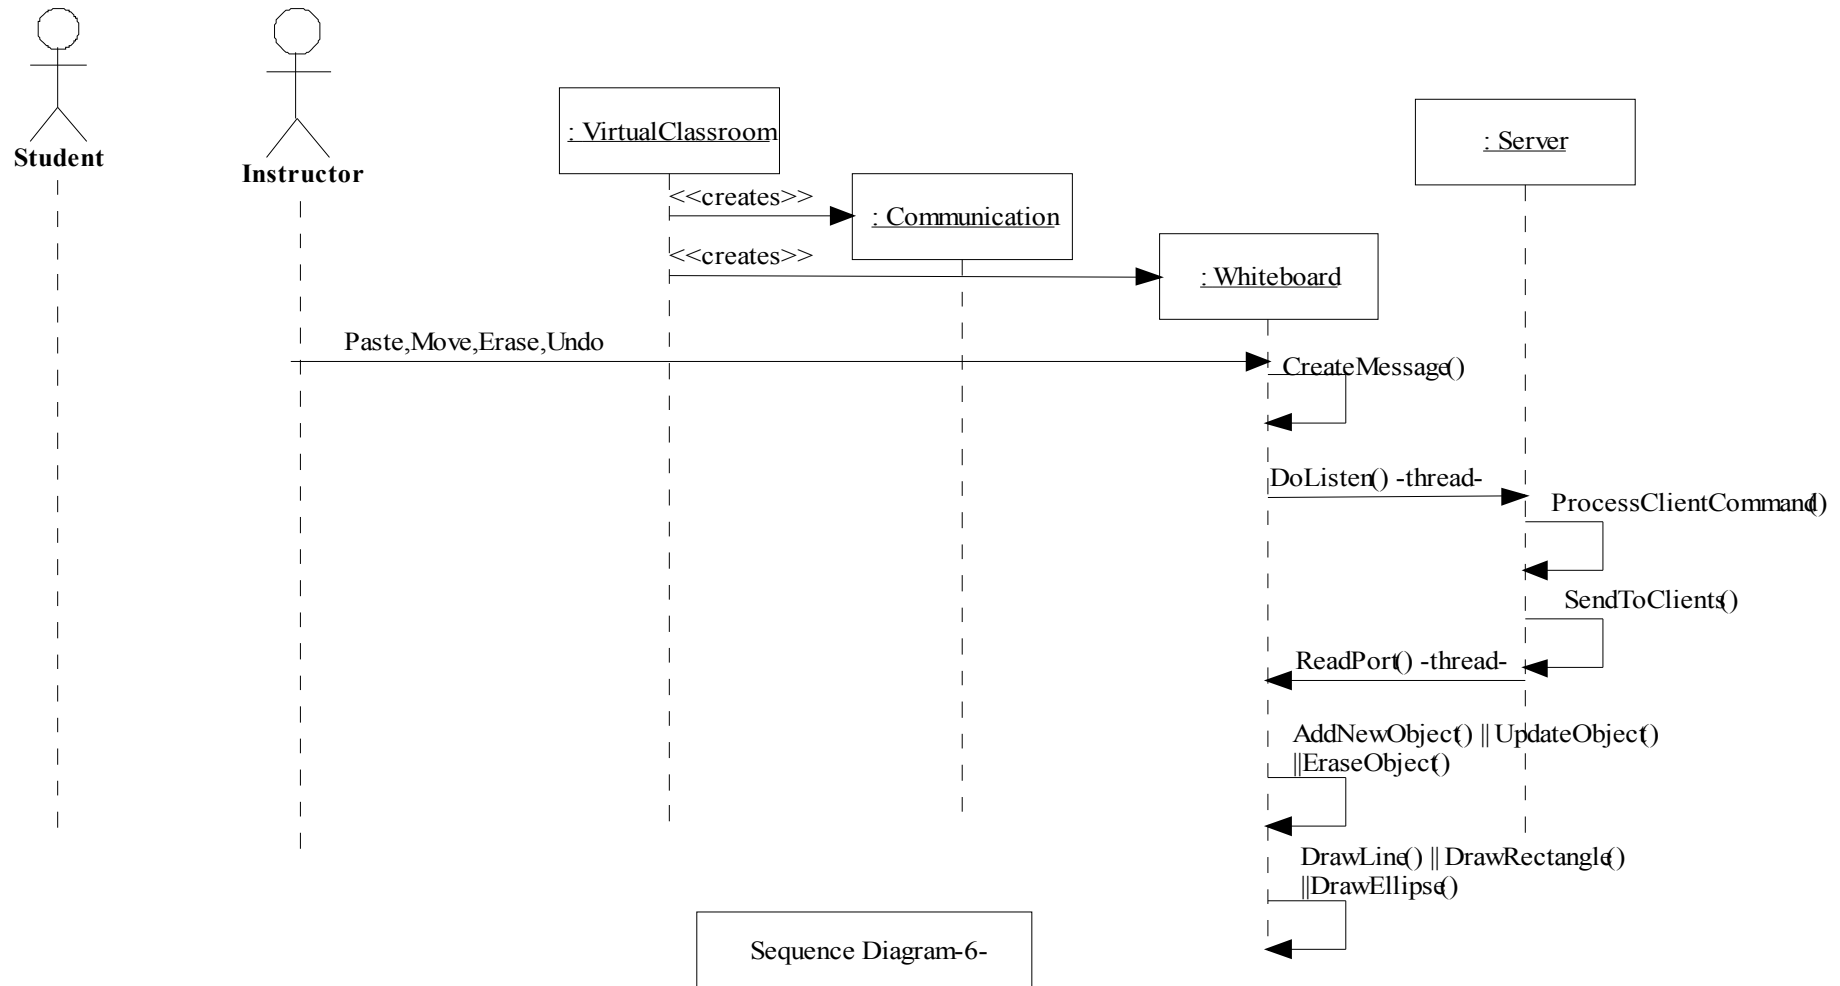 Student
Instructor
: VirtualClassroom
: Server
<<creates>>
: Communication
<<creates>>
: Whiteboard
Paste,Move,Erase,Undo
CreateMessage()
DoListen() -thread-
ProcessClientCommand()
SendToClients()
ReadPort() -thread-
AddNewObject() || UpdateObject()
||EraseObject()
DrawLine() || DrawRectangle()
||DrawEllipse()
Sequence Diagram-6-